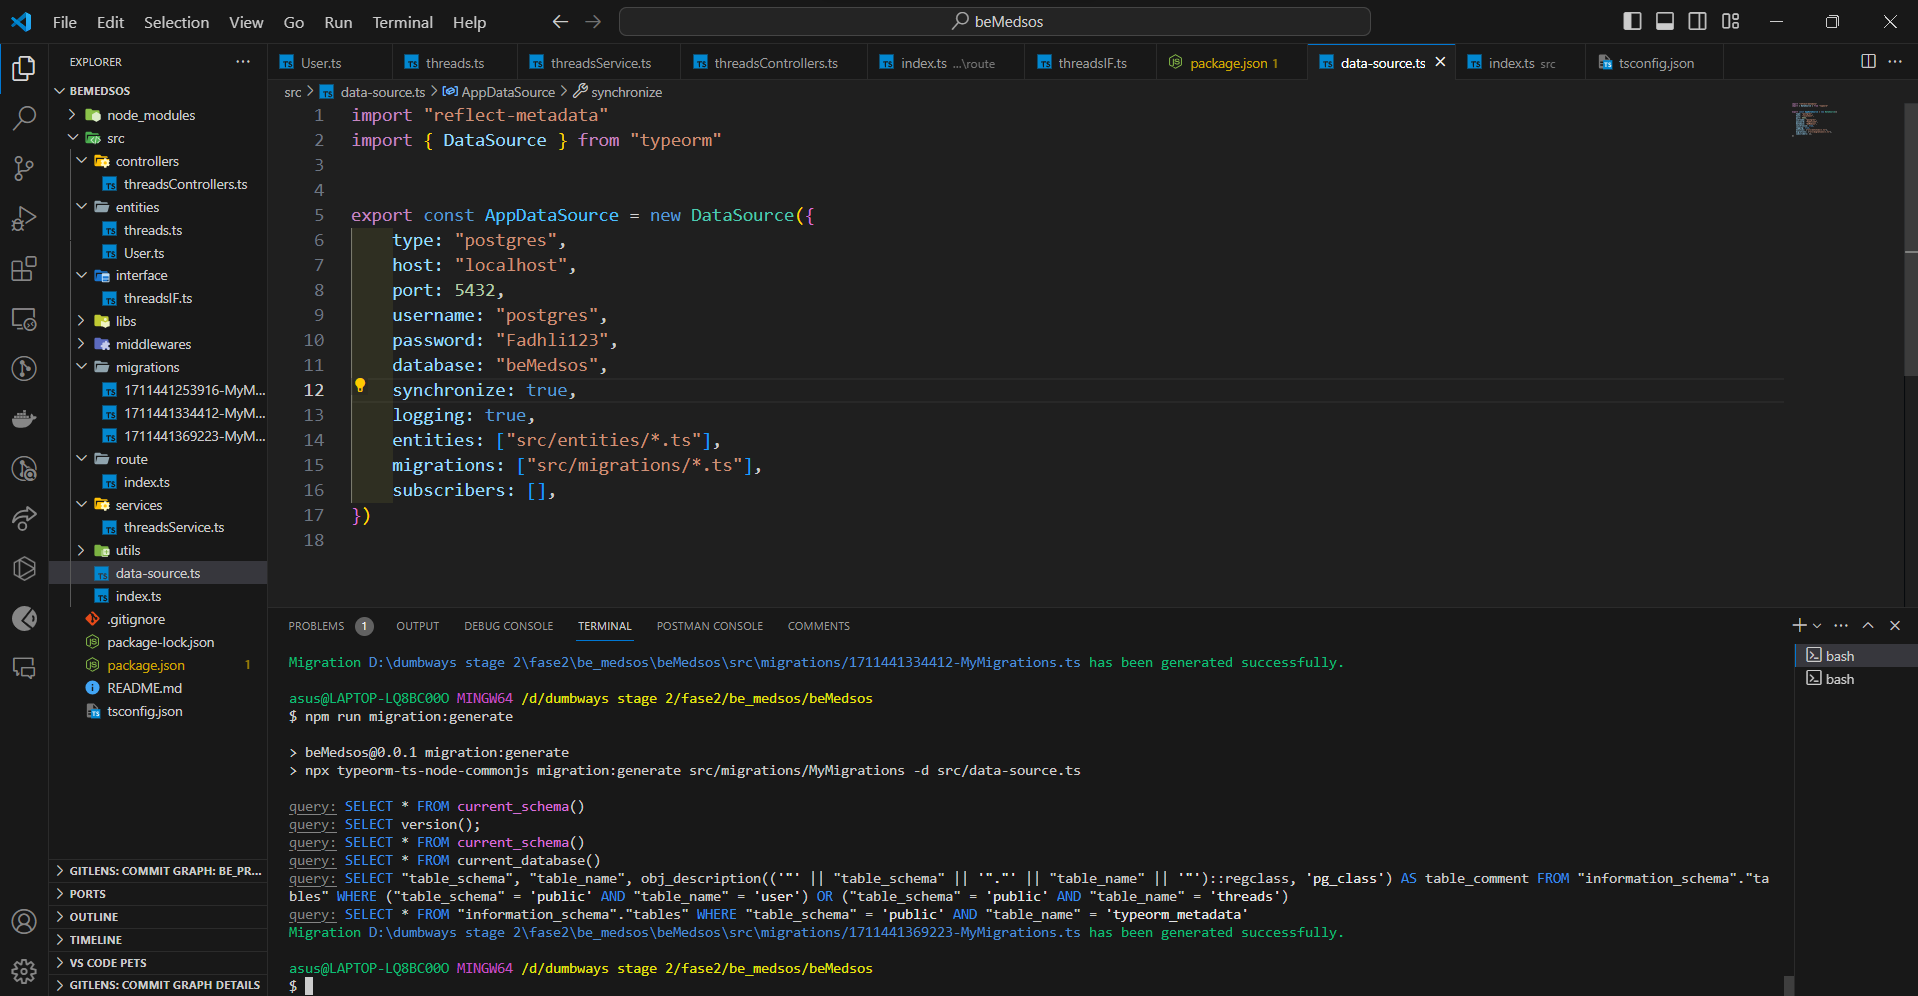 File Edit Selection View Go Run Terminal Help
beMedsos
EXPLORER
BEMEDSOS
node_modules
src
controllers
threadsControllers.ts
entities
threads.ts
User.ts
interface
threadsIF.ts
libs
middlewares
migrations
1711441253916-MyM...
1711441334412-MyM...
1711441369223-MyM...
route
index.ts
services
threadsService.ts
utils
data-source.ts
index.ts
.gitignore
package-lock.json
package.json 1
README.md
tsconfig.json
GITLENS: COMMIT GRAPH: BE_PR...
PORTS
OUTLINE
TIMELINE
VS CODE PETS
GITLENS: COMMIT GRAPH DETAILS
User.ts threads.ts threadsService.ts threadsControllers.ts index.ts ...\route threadsIF.ts package.json 1 data-source.ts index.ts src tsconfig.json
src > data-source.ts > AppDataSource > synchronize
1 import "reflect-metadata"
2 import { DataSource } from "typeorm"
3
4
5 export const AppDataSource = new DataSource({
6 type: "postgres",
7 host: "localhost",
8 port: 5432,
9 username: "postgres",
10 password: "Fadhli123",
11 database: "beMedsos",
12 synchronize: true,
13 logging: true,
14 entities: ["src/entities/*.ts"],
15 migrations: ["src/migrations/*.ts"],
16 subscribers: [],
17 })
18
PROBLEMS 1 OUTPUT DEBUG CONSOLE TERMINAL POSTMAN CONSOLE COMMENTS
Migration D:\dumbways stage 2\fase2\be_medsos\beMedsos\src\migrations/1711441334412-MyMigrations.ts has been generated successfully.
asus@LAPTOP-LQ8BC00O MINGW64 /d/dumbways stage 2/fase2/be_medsos/beMedsos
$ npm run migration:generate
> beMedsos@0.0.1 migration:generate
> npx typeorm-ts-node-commonjs migration:generate src/migrations/MyMigrations -d src/data-source.ts
query: SELECT * FROM current_schema()
query: SELECT version();
query: SELECT * FROM current_schema()
query: SELECT * FROM current_database()
query: SELECT "table_schema", "table_name", obj_description(('"' || "table_schema" || '"."' || "table_name" || '"')::regclass, 'pg_class') AS table_comment FROM "information_schema"."ta
bles" WHERE ("table_schema" = 'public' AND "table_name" = 'user') OR ("table_schema" = 'public' AND "table_name" = 'threads')
query: SELECT * FROM "information_schema"."tables" WHERE "table_schema" = 'public' AND "table_name" = 'typeorm_metadata'
Migration D:\dumbways stage 2\fase2\be_medsos\beMedsos\src\migrations/1711441369223-MyMigrations.ts has been generated successfully.
asus@LAPTOP-LQ8BC00O MINGW64 /d/dumbways stage 2/fase2/be_medsos/beMedsos
$
bash
bash